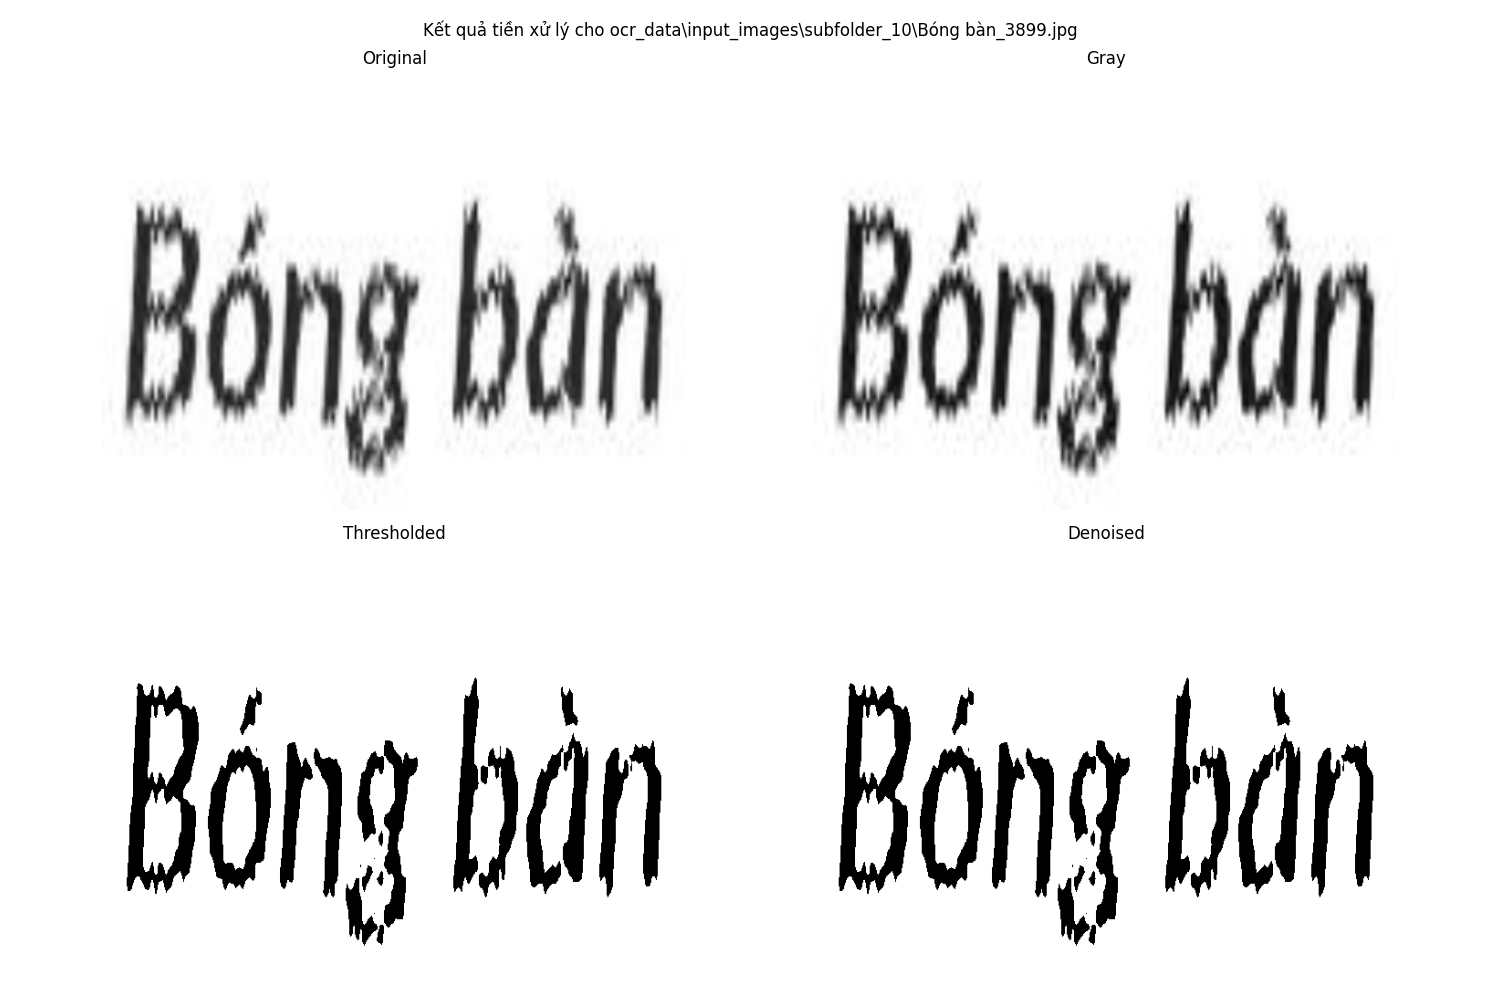 Kết quả tiền xử lý cho ocr_data\input_images\subfolder_10\Bóng bàn_3899.jpg
Original
Gray
Bóng bàn
Bóng bàn
Thresholded
Denoised
Bóng bàn
Bóng bàn